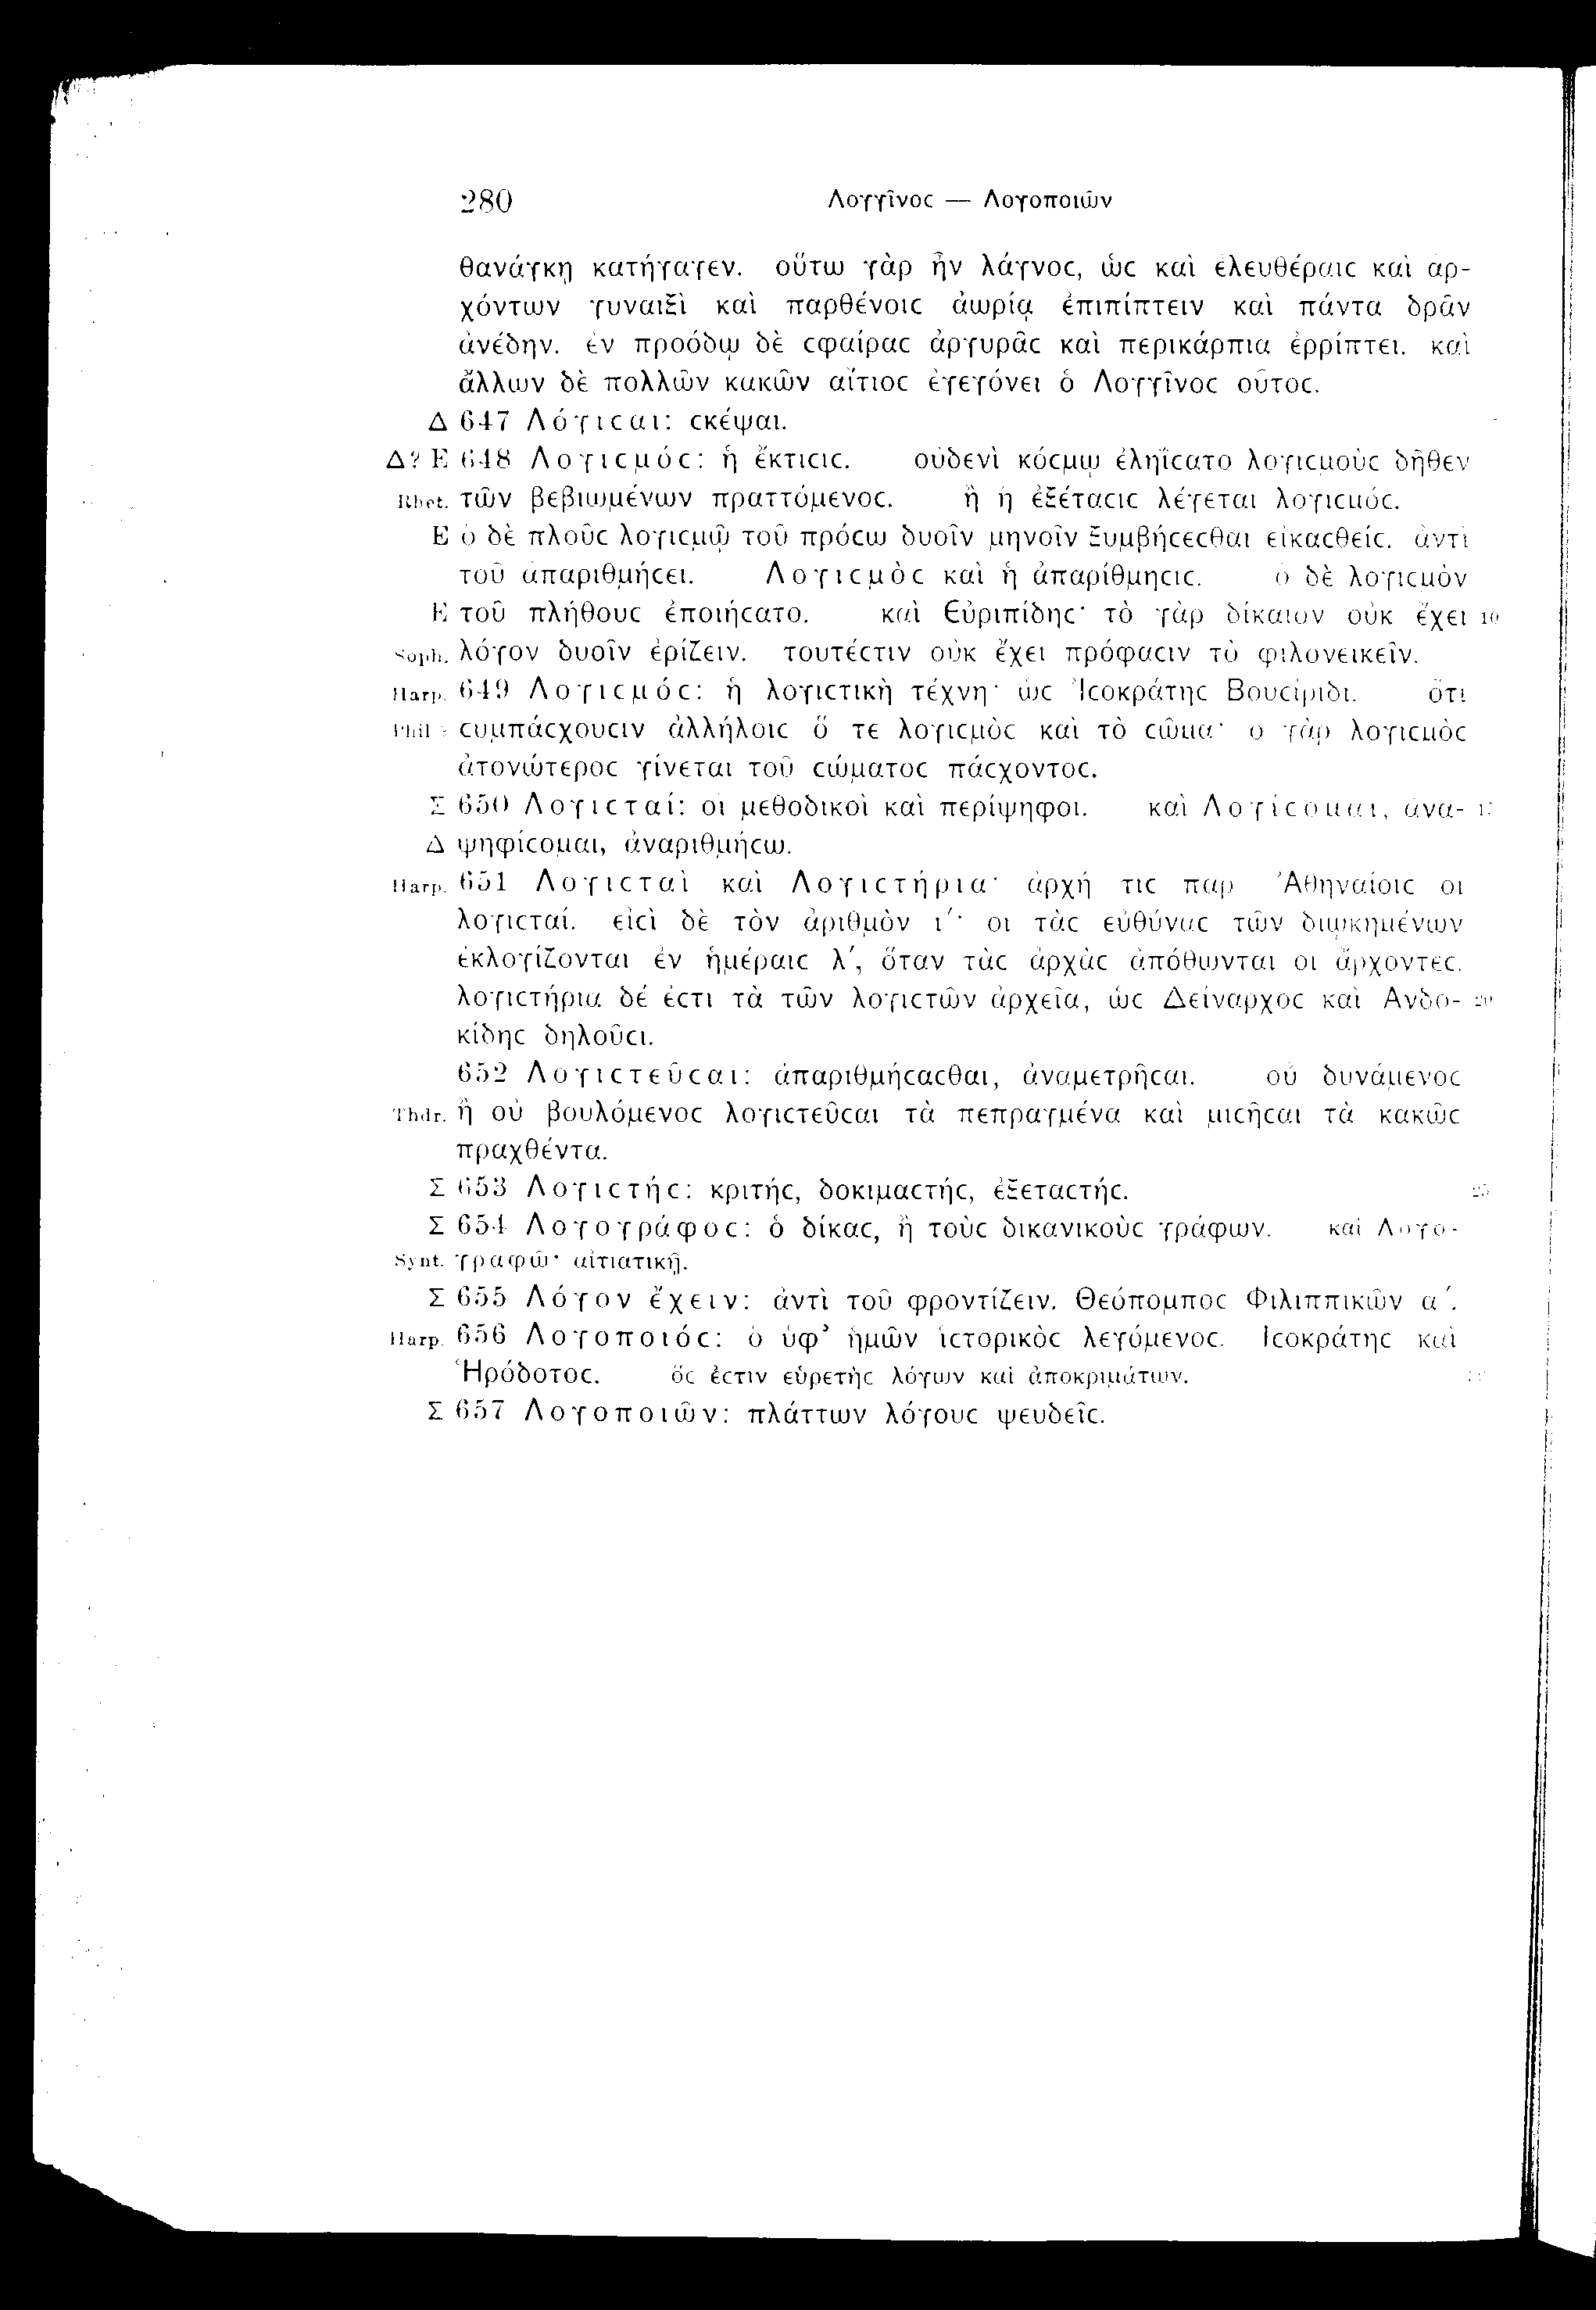 280 Λογγῖνοϲ — Λογοποιῶν
θανάγκῃ κατήγαγεν. οὕτω γὰρ ἦν λάγνοϲ, ὡϲ καὶ ἐλευθέραιϲ καὶ ἀρ-
χόντων γυναιξὶ καὶ παρθένοιϲ ἀωρίᾳ ἐπιπίπτειν καὶ πάντα δρᾶν
ἀνέδην. ἐν προόδῳ δὲ ϲφαίραϲ ἀργυρᾶϲ καὶ περικάρπια ἐρρίπτει. καὶ
ἄλλων δὲ πολλῶν κακῶν αἴτιοϲ ἐγεγόνει ὁ Λογγῖνοϲ οὗτοϲ.
Δ 647 Λόγιϲαι: ϲκέψαι.
Δ? E 648 Λογιϲμόϲ: ἡ ἔκτιϲιϲ. οὐδενὶ κόϲμῳ ἐληΐϲατο λογιϲμοὺϲ δῆθεν
Rhet. τῶν βεβιωμένων πραττόμενοϲ. ἢ ἡ ἐξέταϲιϲ λέγεται λογιϲμόϲ.
E ὁ δὲ πλοῦϲ λογιϲμῷ τοῦ πρόϲω δυοῖν μηνοῖν ξυμβήϲεϲθαι εἰκαϲθείϲ. ἀντὶ
τοῦ ἀπαριθμήϲει. Λογιϲμὸϲ καὶ ἡ ἀπαρίθμηϲιϲ. ὁ δὲ λογιϲμὸν
E τοῦ πλήθουϲ ἐποιήϲατο. καὶ Εὐριπίδηϲ· τὸ γὰρ δίκαιον οὐκ ἔχει 10
Soph. λόγον δυοῖν ἐρίζειν. τουτέϲτιν οὐκ ἔχει πρόφαϲιν τὸ φιλονεικεῖν.
Harp. 649 Λογιϲμόϲ: ἡ λογιϲτικὴ τέχνη· ὡϲ Ἰϲοκράτηϲ Βουϲίριδι. ὅτι
Phil ϲυμπάϲχουϲιν ἀλλήλοιϲ ὅ τε λογιϲμὸϲ καὶ τὸ ϲῶμα· ὁ γὰρ λογιϲμὸϲ
ἀτονώτεροϲ γίνεται τοῦ ϲώματοϲ πάϲχοντοϲ.
Σ 650 Λογιϲταί: οἱ μεθοδικοὶ καὶ περίψηφοι. καὶ Λογίϲομαι, ἀνα-
Δ ψηφίϲομαι, ἀναριθμήϲω.
Harp. 651 Λογιϲταὶ καὶ Λογιϲτήρια· ἀρχή τιϲ παρ Ἀθηναίοιϲ οἱ
λογιϲταί. εἰϲὶ δὲ τὸν ἀριθμὸν ι΄· οἳ τὰϲ εὐθύναϲ τῶν διῳκημένων
ἐκλογίζονται ἐν ἡμέραιϲ λ΄, ὅταν τὰϲ ἀρχὰϲ ἀπόθωνται οἱ ἄρχοντεϲ.
λογιϲτήρια δέ ἐϲτι τὰ τῶν λογιϲτῶν ἀρχεῖα, ὡϲ Δείναρχοϲ καὶ Ἀνδο- 20
κίδηϲ δηλοῦϲι.
652 Λογιϲτεῦϲαι: ἀπαριθμήϲαϲθαι, ἀναμετρῆϲαι. οὐ δυνάμενοϲ
Thdr. ἢ οὐ βουλόμενοϲ λογιϲτεῦϲαι τὰ πεπραγμένα καὶ μιϲῆϲαι τὰ κακῶϲ
πραχθέντα.
Σ 653 Λογιϲτήϲ: κριτήϲ, δοκιμαϲτήϲ, ἐξεταϲτήϲ. 25
Σ 654 Λογογράφοϲ: ὁ δίκαϲ, ἢ τοὺϲ δικανικοὺϲ γράφων. καὶ Λογο-
Synt. γραφῶ· αἰτιατικῇ.
Σ 655 Λόγον ἔχειν: ἀντὶ τοῦ φροντίζειν. Θεόπομποϲ Φιλιππικῶν α΄.
Harp. 656 Λογοποιόϲ: ὁ ὑφ’ ἡμῶν ἱϲτορικὸϲ λεγόμενοϲ. Ἰϲοκράτηϲ καὶ
Ἡρόδοτοϲ. ὅϲ ἐϲτιν εὑρετὴϲ λόγων καὶ ἀποκριμάτων.
Σ 657 Λογοποιῶν: πλάττων λόγουϲ ψευδεῖϲ.